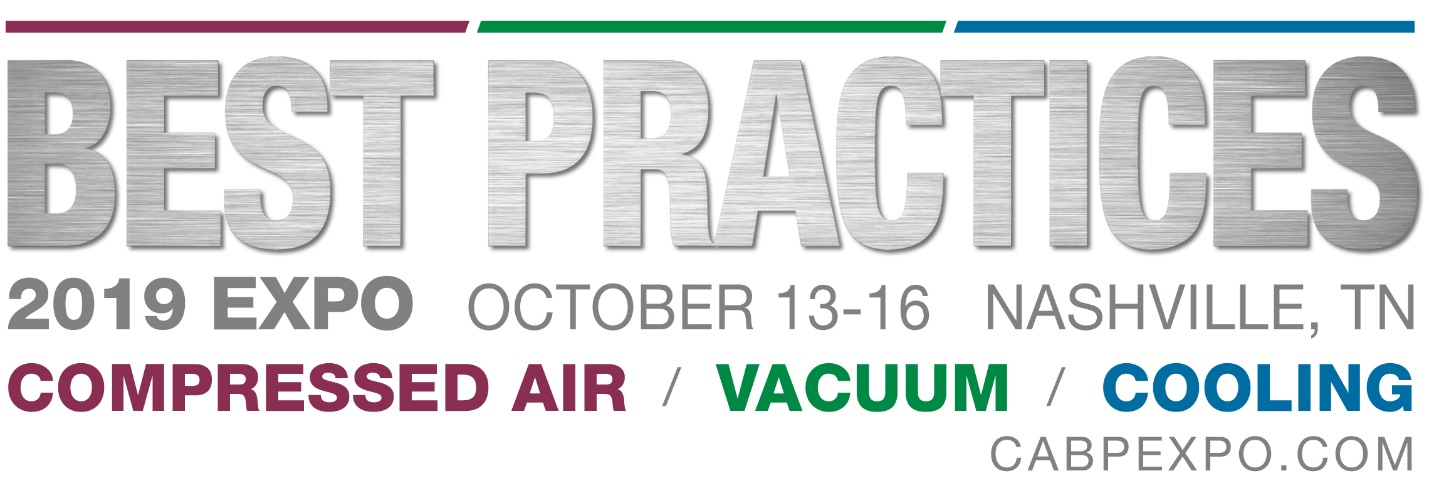 BEST PRACTICES
2019 EXPO OCTOBER 13-16 NASHVILLE, TN
COMPRESSED AIR / VACUUM / COOLING
CABPEXPO.COM